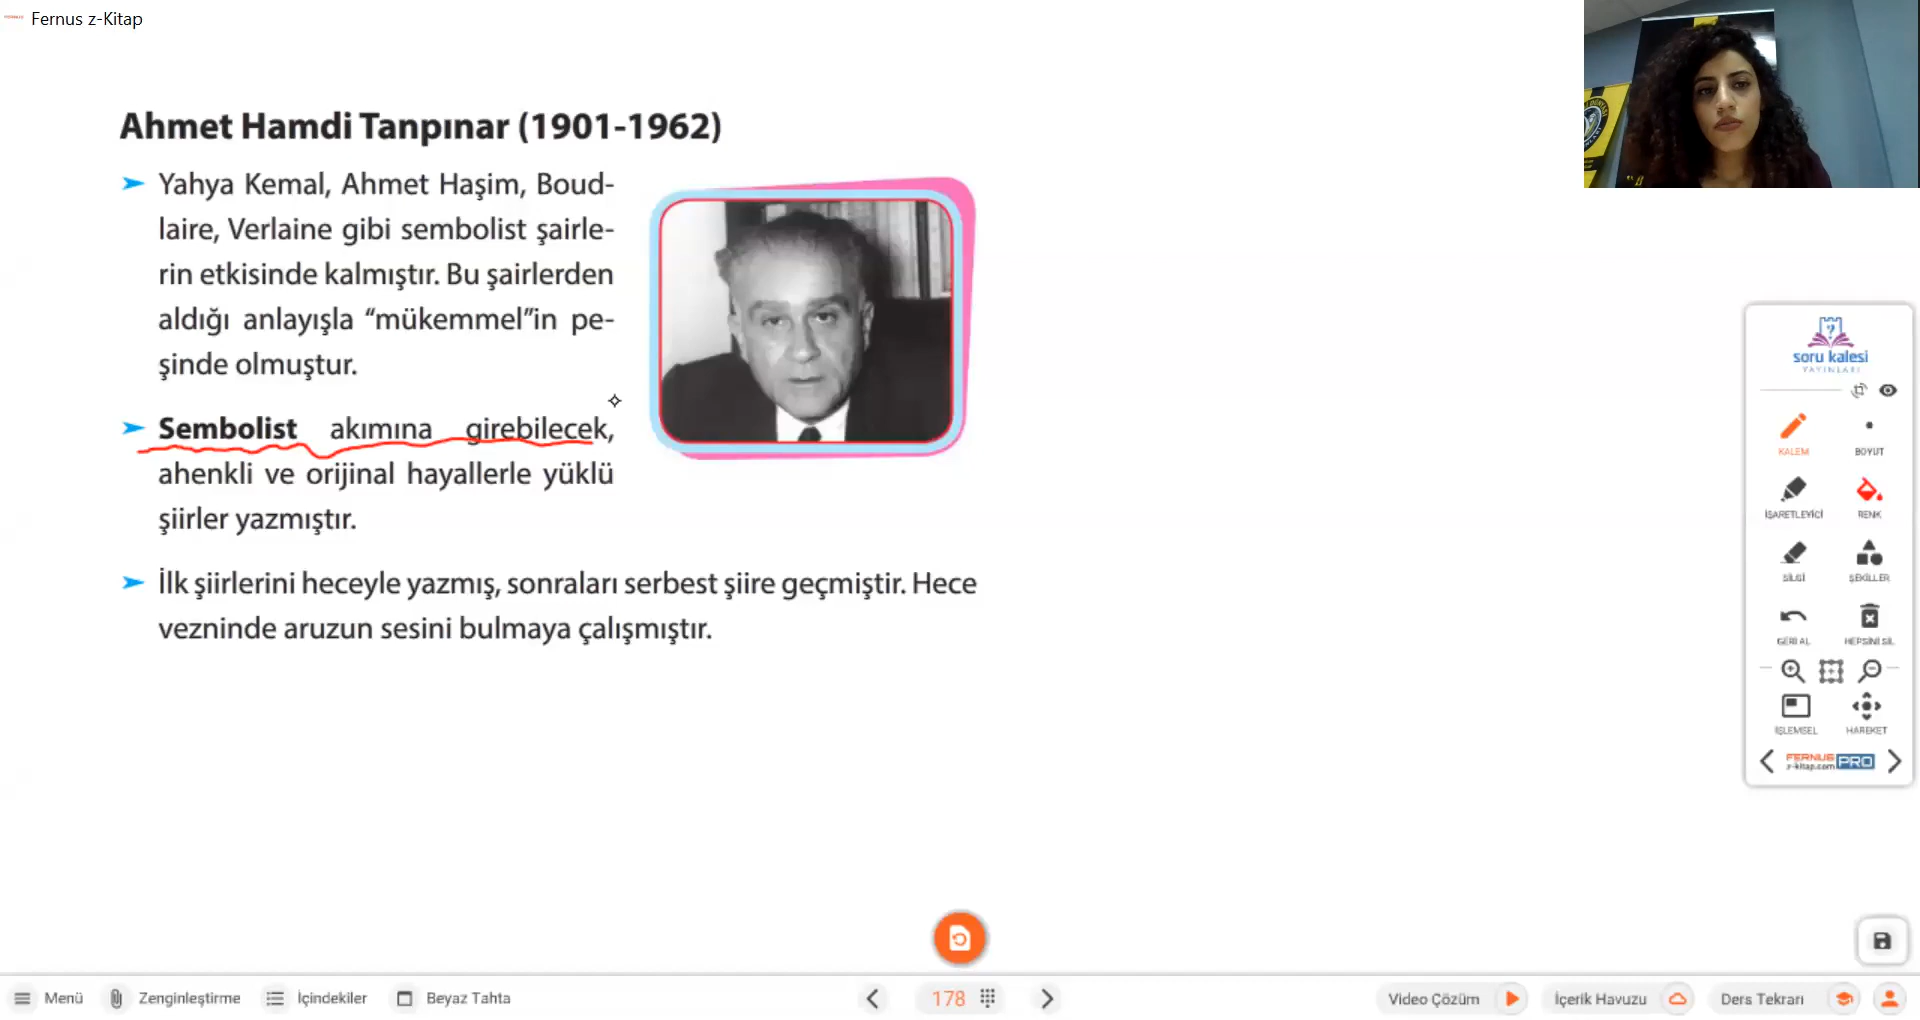 Fernus z-Kitap
Ahmet Hamdi Tanpınar (1901-1962)
➤ Yahya Kemal, Ahmet Haşim, Boud-
laire, Verlaine gibi sembolist şairle-
rin etkisinde kalmıştır. Bu şairlerden
aldığı anlayışla “mükemmel”in pe-
şinde olmuştur.
➤ Sembolist akımına girebilecek,
ahenkli ve orijinal hayallerle yüklü
şiirler yazmıştır.
➤ İlk şiirlerini heceyle yazmış, sonraları serbest şiire geçmiştir. Hece
vezninde aruzun sesini bulmaya çalışmıştır.
soru kalesi
YAYINLARI
KALEM BOYUT
İŞARETLEYİCİ RENK
SİLGİ ŞEKİLLER
GERİ AL HEPSİNİ SİL
İŞLEMSEL HAREKET
FERNUS PRO
z-kitap.com
Menü Zenginleştirme İçindekiler Beyaz Tahta 178 Video Çözüm İçerik Havuzu Ders Tekrarı